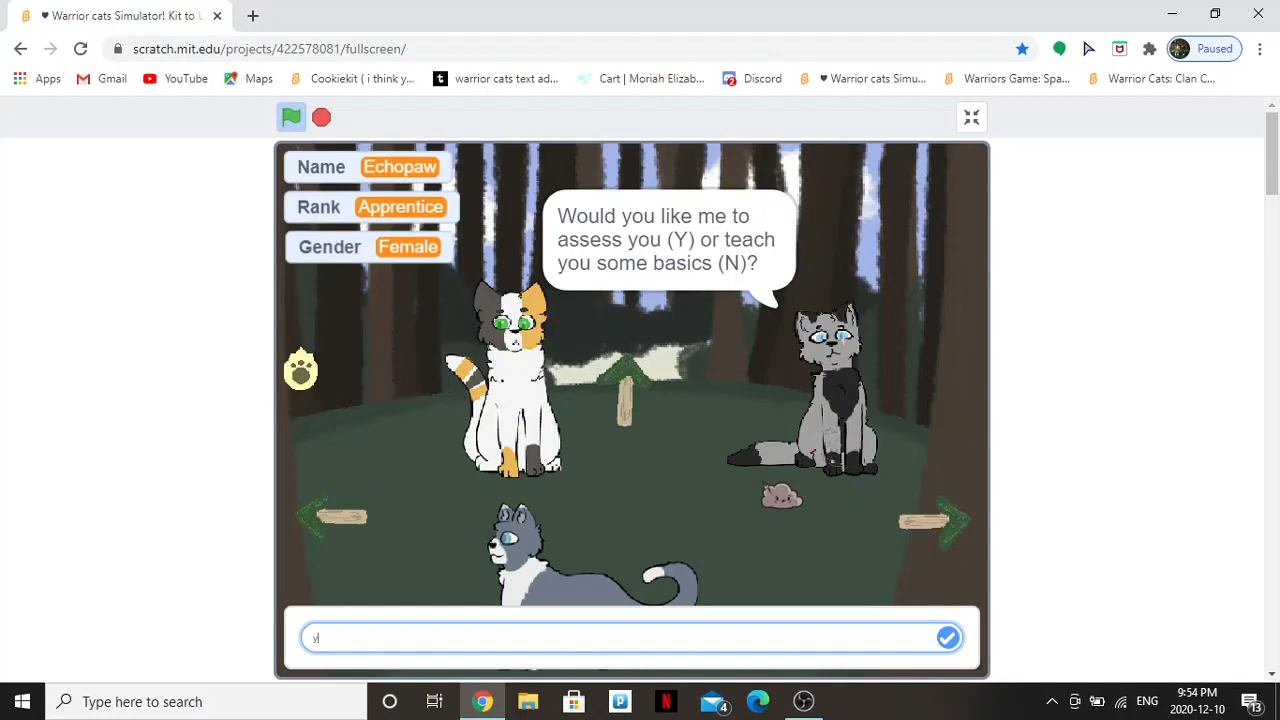 ♥ Warrior cats Simulator! Kit to L
scratch.mit.edu/projects/422578081/fullscreen/
Paused
Apps
Gmail
YouTube
Maps
Cookiekit ( i think y...
warrior cats text ad...
Cart | Moriah Elizab...
Discord
♥ Warrior cats Simu...
Warriors Game: Spa...
Warrior Cats: Clan C...
Name Echopaw
Rank Apprentice
Gender Female
Would you like me to
assess you (Y) or teach
you some basics (N)?
y
Type here to search
4
ENG
9:54 PM
2020-12-10
13